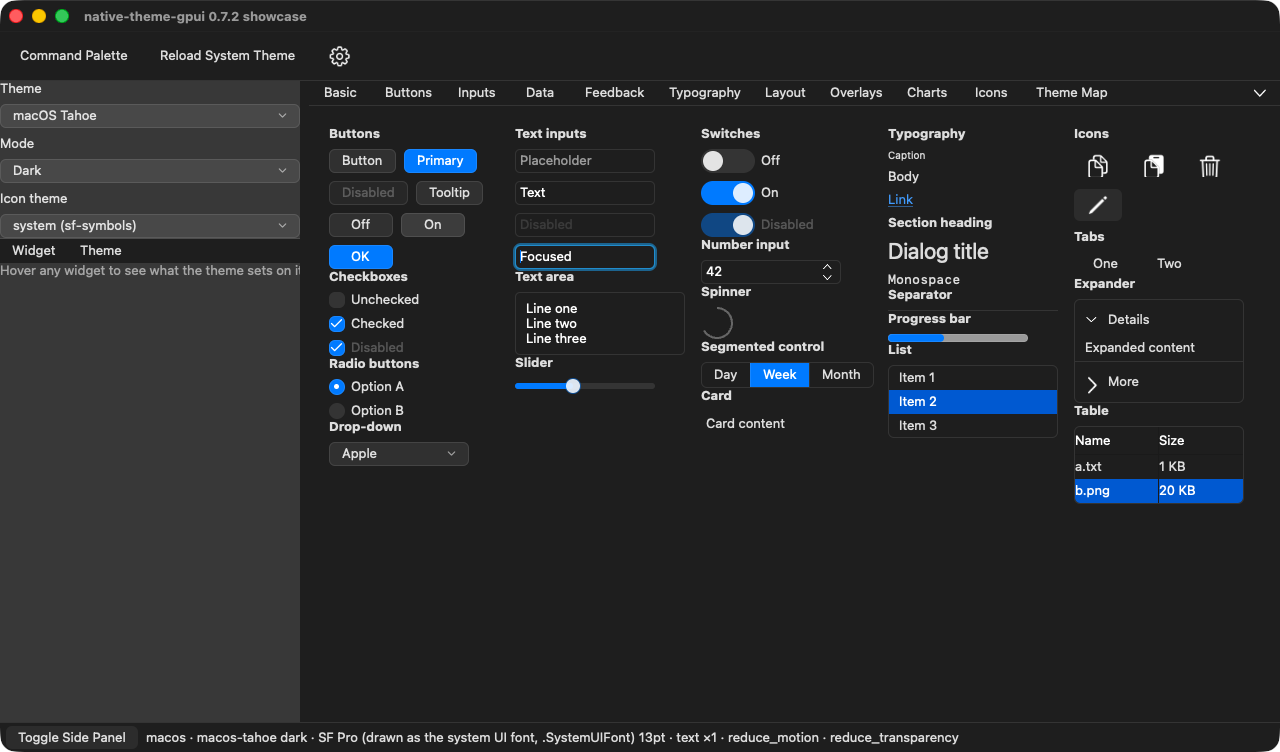 native-theme-gpui 0.7.2 showcase
Command Palette
Reload System Theme
Theme
macOS Tahoe
Mode
Dark
Icon theme
system (sf-symbols)
Widget
Theme
Hover any widget to see what the theme sets on it
Basic
Buttons
Inputs
Data
Feedback
Typography
Layout
Overlays
Charts
Icons
Theme Map
Buttons
Button
Primary
Disabled
Tooltip
Off
On
OK
Checkboxes
Unchecked
Checked
Disabled
Radio buttons
Option A
Option B
Drop-down
Apple
Text inputs
Placeholder
Text
Disabled
Focused
Text area
Line one
Line two
Line three
Slider
Switches
Off
On
Disabled
Number input
42
Spinner
Segmented control
Day
Week
Month
Card
Card content
Typography
Caption
Body
Link
Section heading
Dialog title
Monospace
Separator
Progress bar
List
Item 1
Item 2
Item 3
Icons
Tabs
One
Two
Expander
Details
Expanded content
More
Table
Name Size
a.txt 1 KB
b.png 20 KB
Toggle Side Panel
macos · macos-tahoe dark · SF Pro (drawn as the system UI font, .SystemUIFont) 13pt · text ×1 · reduce_motion · reduce_transparency